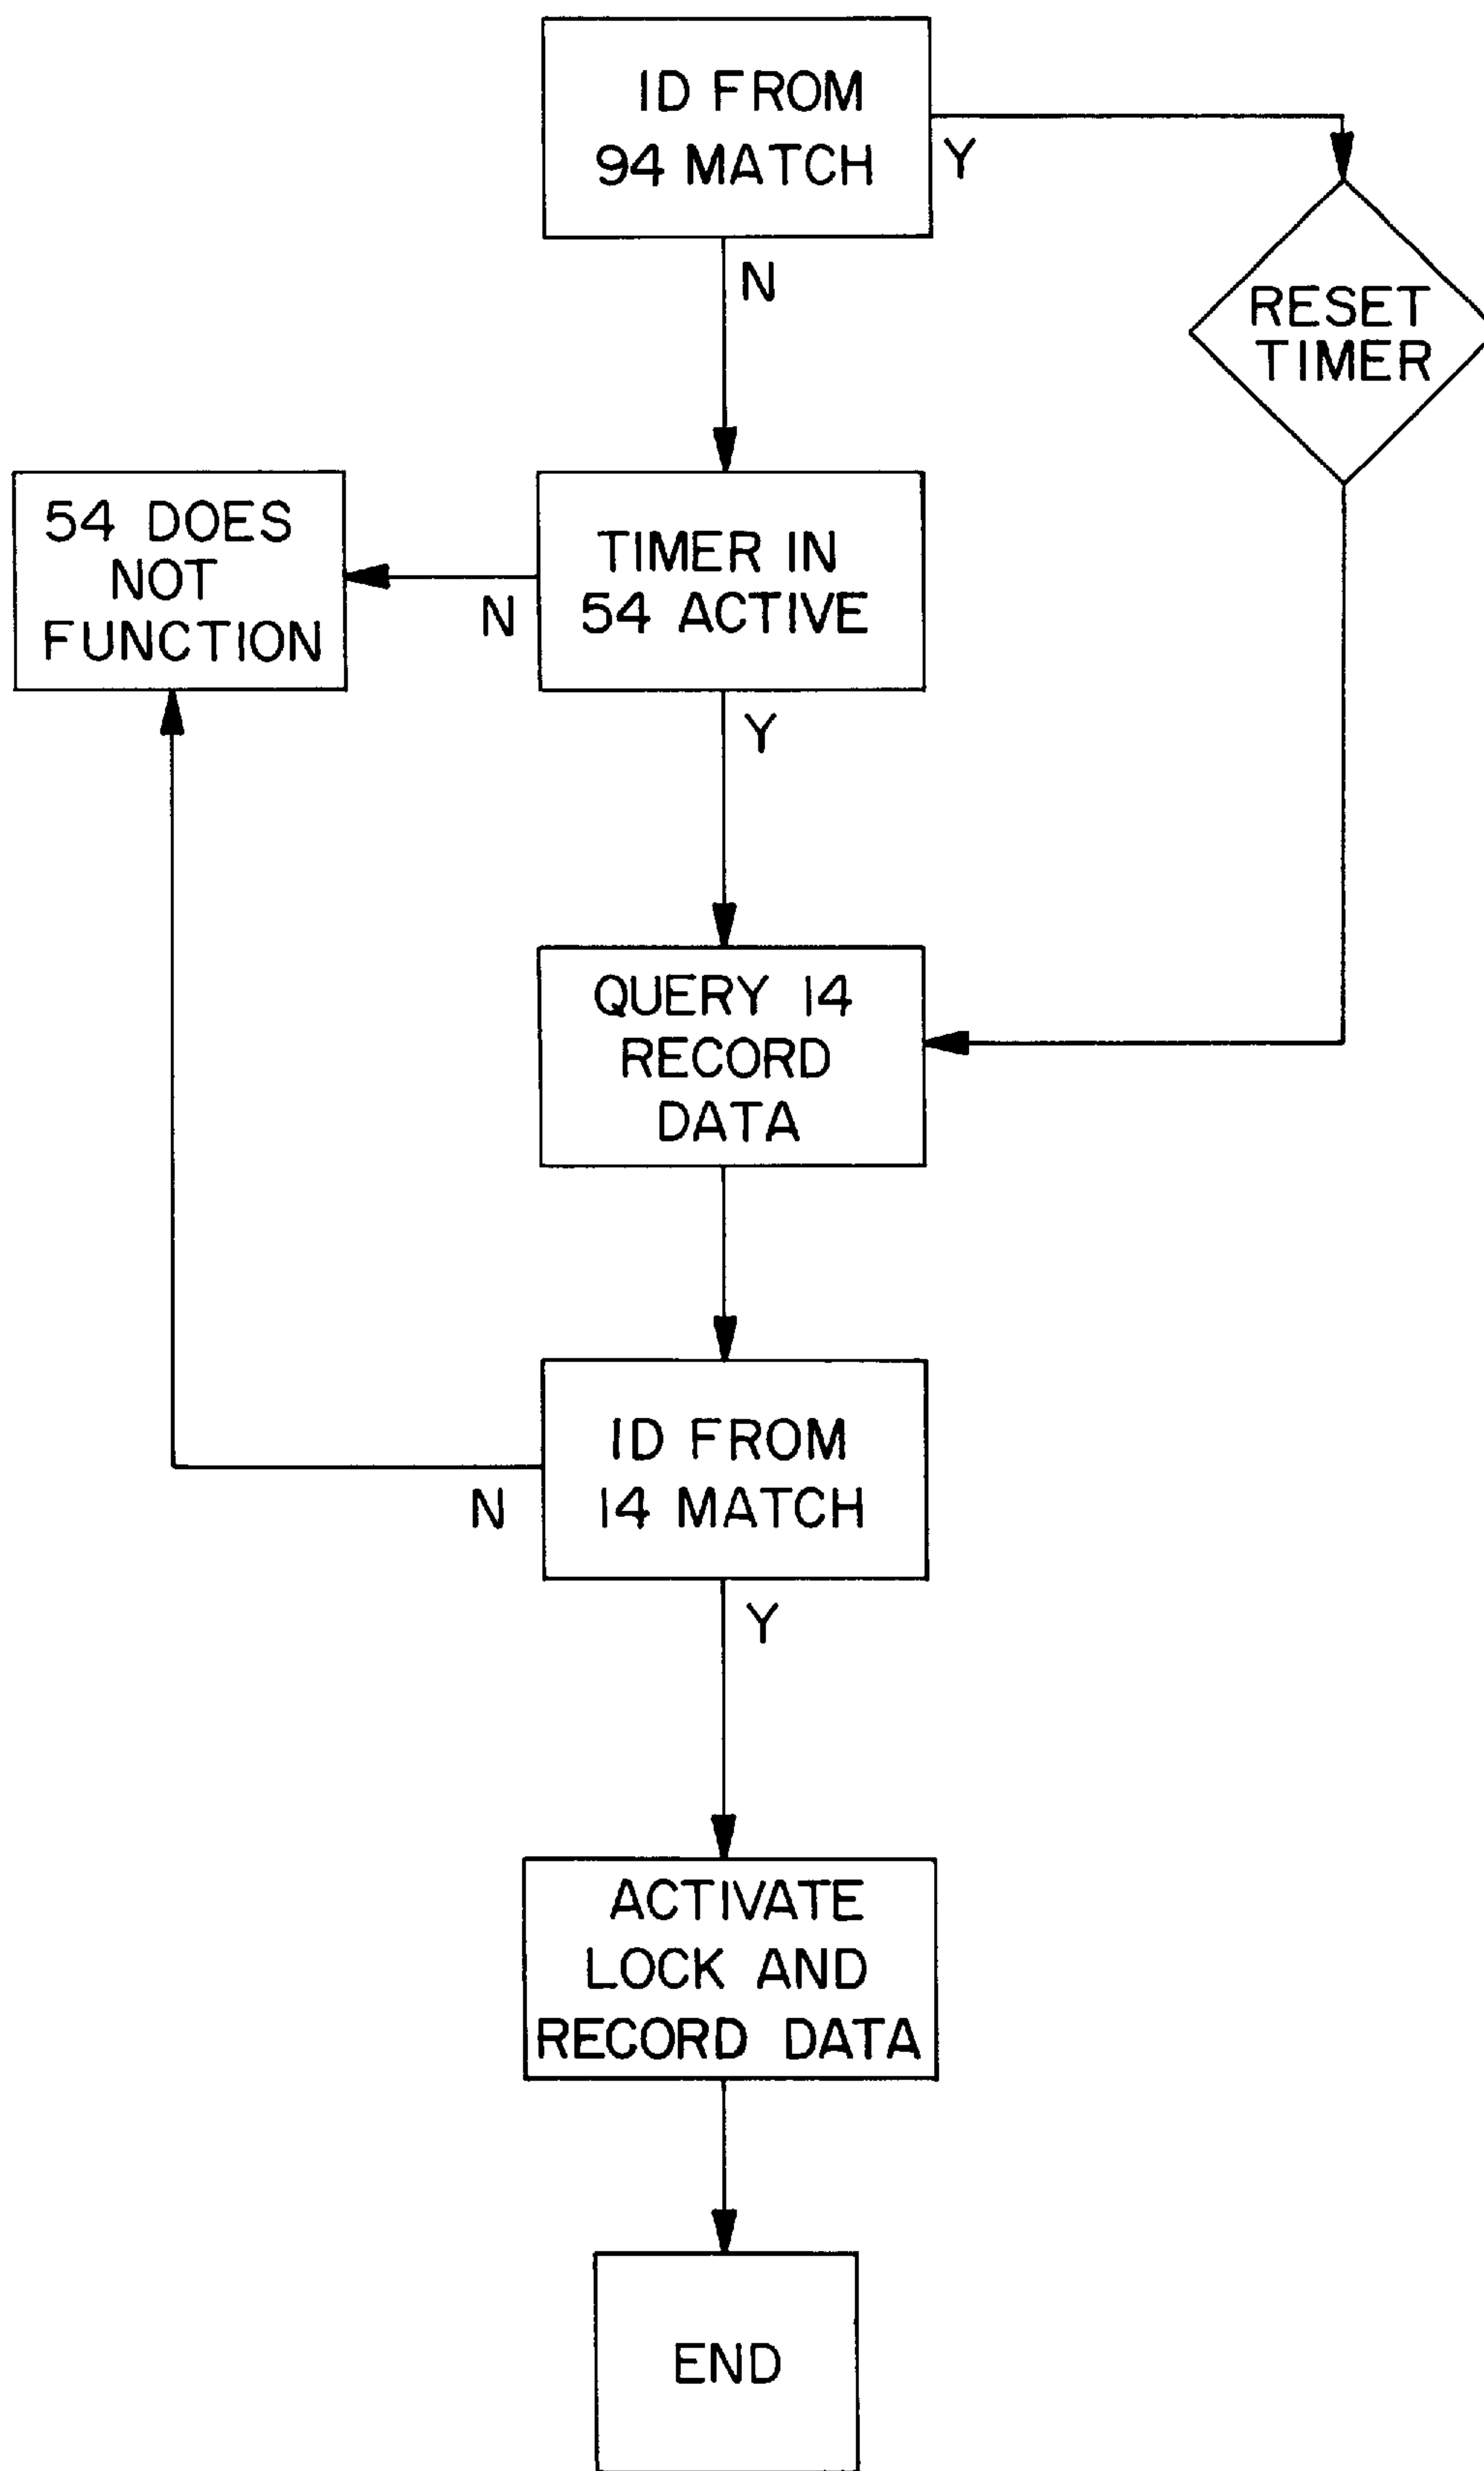 ID FROM
94 MATCH
Y
N
RESET
TIMER
54 DOES
NOT
FUNCTION
N
TIMER IN
54 ACTIVE
Y
QUERY 14
RECORD
DATA
ID FROM
14 MATCH
N
Y
ACTIVATE
LOCK AND
RECORD DATA
END